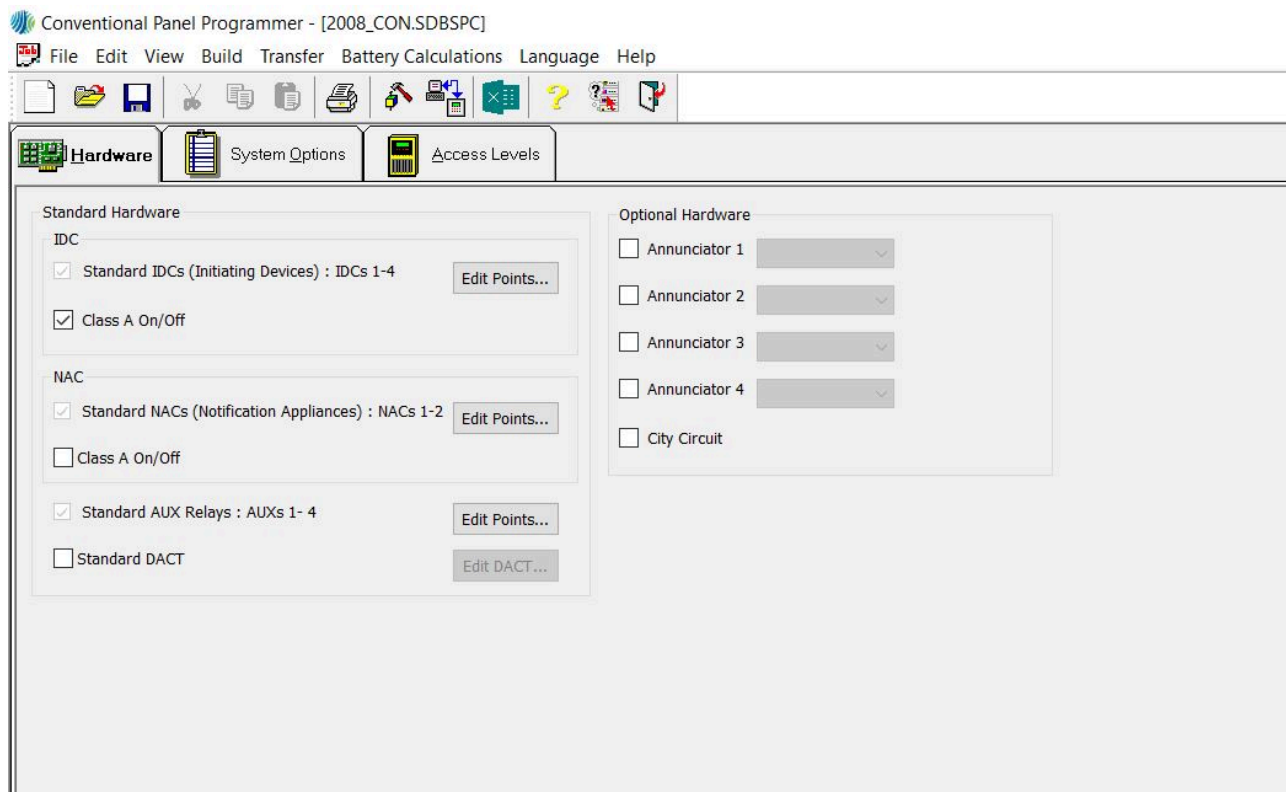 Conventional Panel Programmer - [2008_CON.SDBSPC]
File Edit View Build Transfer Battery Calculations Language Help
Hardware System Options Access Levels
Standard Hardware
IDC
Standard IDCs (Initiating Devices) : IDCs 1-4 Edit Points...
Class A On/Off
NAC
Standard NACs (Notification Appliances) : NACs 1-2 Edit Points...
Class A On/Off
Standard AUX Relays : AUXs 1- 4 Edit Points...
Standard DACT Edit DACT...
Optional Hardware
Annunciator 1
Annunciator 2
Annunciator 3
Annunciator 4
City Circuit